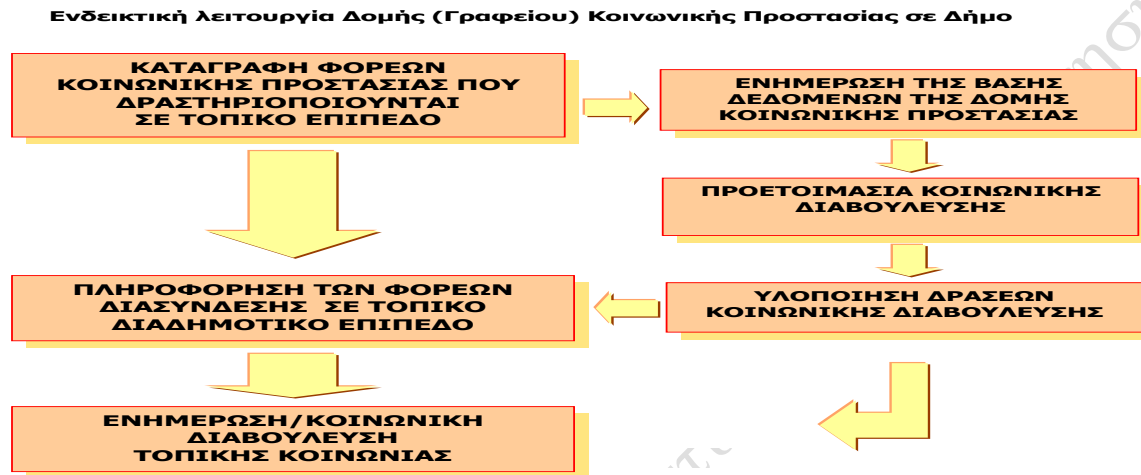 Ενδεικτική λειτουργία Δομής (Γραφείου) Κοινωνικής Προστασίας σε Δήμο
ΚΑΤΑΓΡΑΦΗ ΦΟΡΕΩΝ
ΚΟΙΝΩΝΙΚΗΣ ΠΡΟΣΤΑΣΙΑΣ ΠΟΥ
ΔΡΑΣΤΗΡΙΟΠΟΙΟΥΝΤΑΙ
ΣΕ ΤΟΠΙΚΟ ΕΠΙΠΕΔΟ
ΕΝΗΜΕΡΩΣΗ ΤΗΣ ΒΑΣΗΣ
ΔΕΔΟΜΕΝΩΝ ΤΗΣ ΔΟΜΗΣ
ΚΟΙΝΩΝΙΚΗΣ ΠΡΟΣΤΑΣΙΑΣ
ΠΡΟΕΤΟΙΜΑΣΙΑ ΚΟΙΝΩΝΙΚΗΣ
ΔΙΑΒΟΥΛΕΥΣΗΣ
ΥΛΟΠΟΙΗΣΗ ΔΡΑΣΕΩΝ
ΚΟΙΝΩΝΙΚΗΣ ΔΙΑΒΟΥΛΕΥΣΗΣ
ΠΛΗΡΟΦΟΡΗΣΗ ΤΩΝ ΦΟΡΕΩΝ
ΔΙΑΣΥΝΔΕΣΗΣ ΣΕ ΤΟΠΙΚΟ
ΔΙΑΔΗΜΟΤΙΚΟ ΕΠΙΠΕΔΟ
ΕΝΗΜΕΡΩΣΗ/ΚΟΙΝΩΝΙΚΗ
ΔΙΑΒΟΥΛΕΥΣΗ
ΤΟΠΙΚΗΣ ΚΟΙΝΩΝΙΑΣ